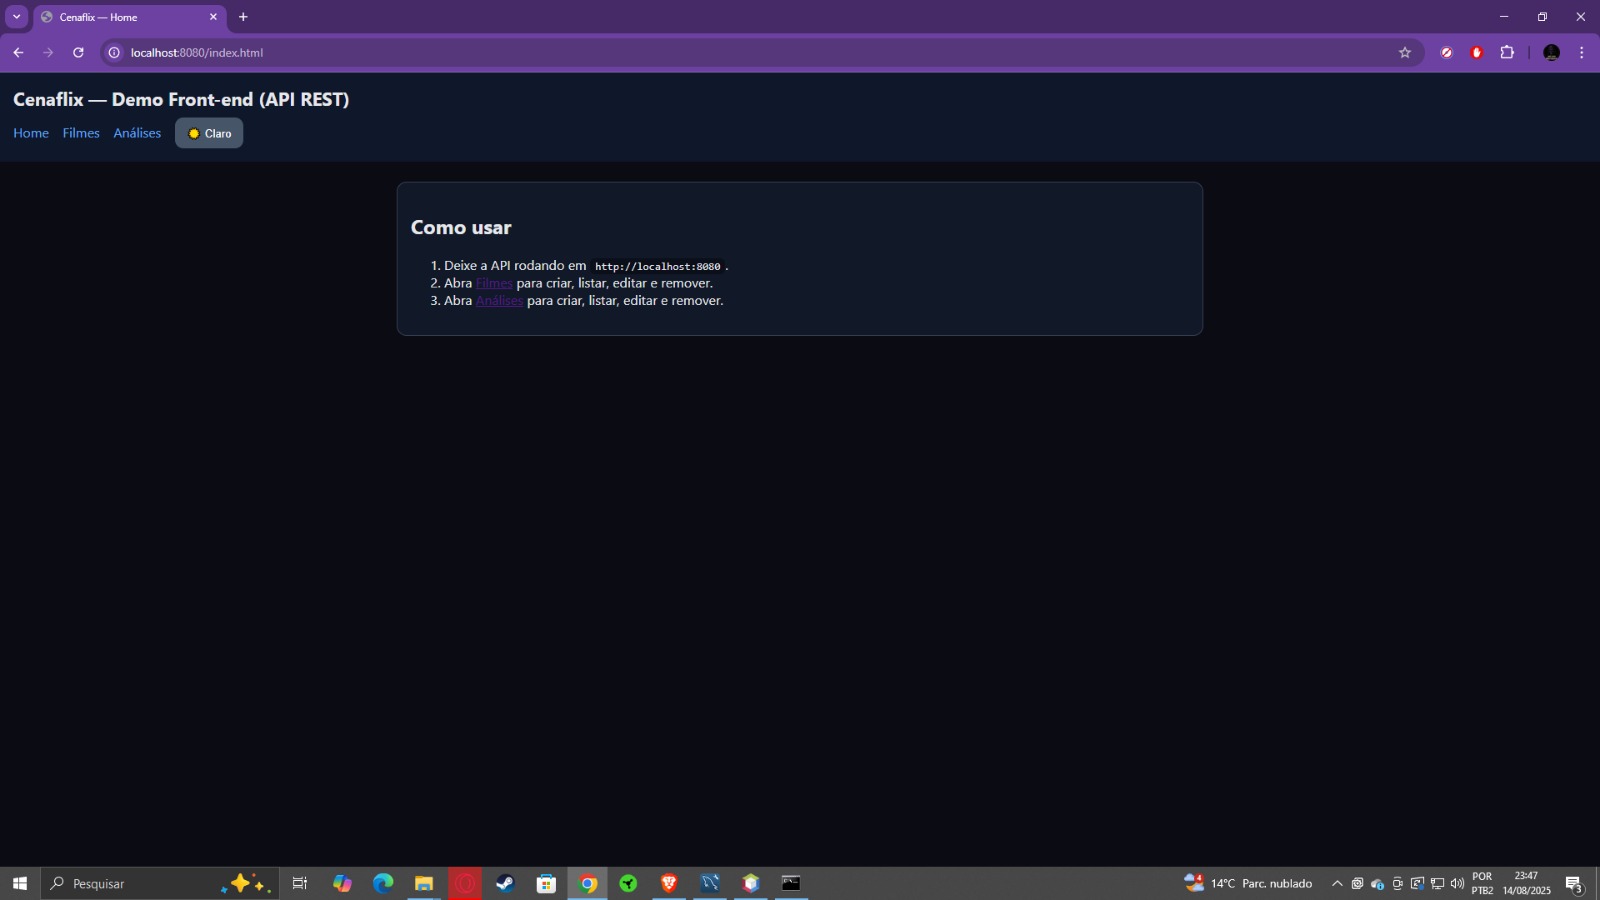 Cenaflix — Home
localhost:8080/index.html
Cenaflix — Demo Front-end (API REST)
Home Filmes Análises Claro
Como usar
1. Deixe a API rodando em http://localhost:8080 .
2. Abra Filmes para criar, listar, editar e remover.
3. Abra Análises para criar, listar, editar e remover.
Pesquisar
4
14°C Parc. nublado
POR
PTB2
23:47
14/08/2025
3